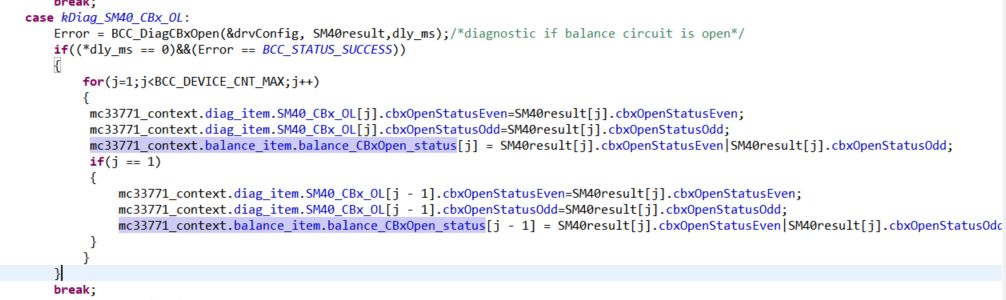 break;
case kDiag_SM40_CBx_OL:
Error = BCC_DiagCBxOpen(&drvConfig, SM40result,dly_ms);/*diagnostic if balance circuit is open*/
if((*dly_ms == 0)&&(Error == BCC_STATUS_SUCCESS))
{
for(j=1;j<BCC_DEVICE_CNT_MAX;j++)
{
mc33771_context.diag_item.SM40_CBx_OL[j].cbxOpenStatusEven=SM40result[j].cbxOpenStatusEven;
mc33771_context.diag_item.SM40_CBx_OL[j].cbxOpenStatusOdd=SM40result[j].cbxOpenStatusOdd;
mc33771_context.balance_item.balance_CBxOpen_status[j] = SM40result[j].cbxOpenStatusEven|SM40result[j].cbxOpenStatusOdd;
if(j == 1)
{
mc33771_context.diag_item.SM40_CBx_OL[j - 1].cbxOpenStatusEven=SM40result[j].cbxOpenStatusEven;
mc33771_context.diag_item.SM40_CBx_OL[j - 1].cbxOpenStatusOdd=SM40result[j].cbxOpenStatusOdd;
mc33771_context.balance_item.balance_CBxOpen_status[j - 1] = SM40result[j].cbxOpenStatusEven|SM40result[j].cbxOpenStatusOdd
}
}
}
break;